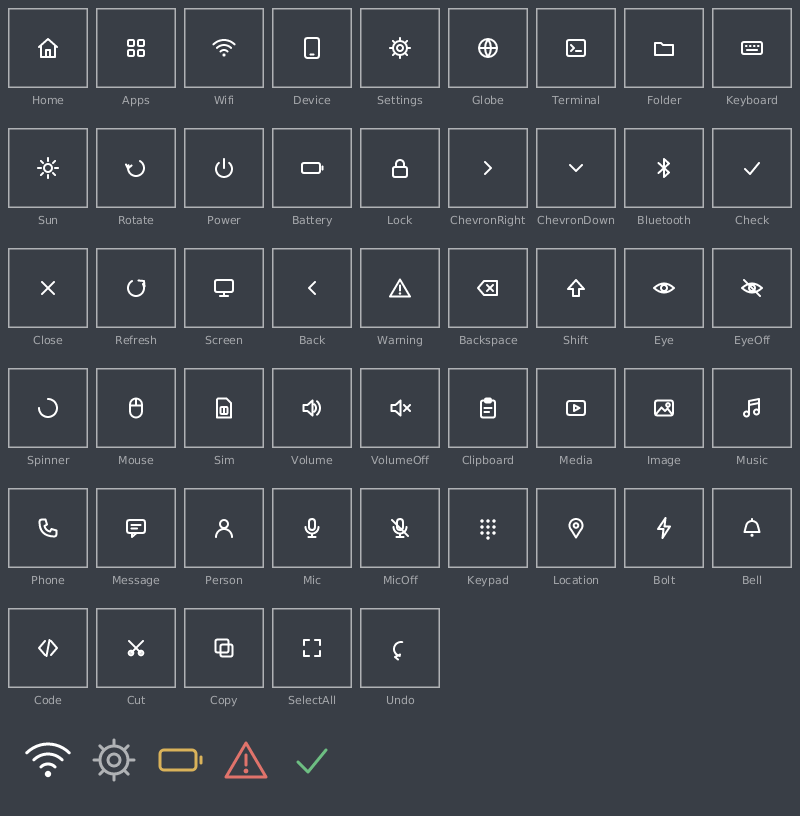 Home Apps Wifi Device Settings Globe Terminal Folder Keyboard
Sun Rotate Power Battery Lock ChevronRight ChevronDown Bluetooth Check
Close Refresh Screen Back Warning Backspace Shift Eye EyeOff
Spinner Mouse Sim Volume VolumeOff Clipboard Media Image Music
Phone Message Person Mic MicOff Keypad Location Bolt Bell
Code Cut Copy SelectAll Undo